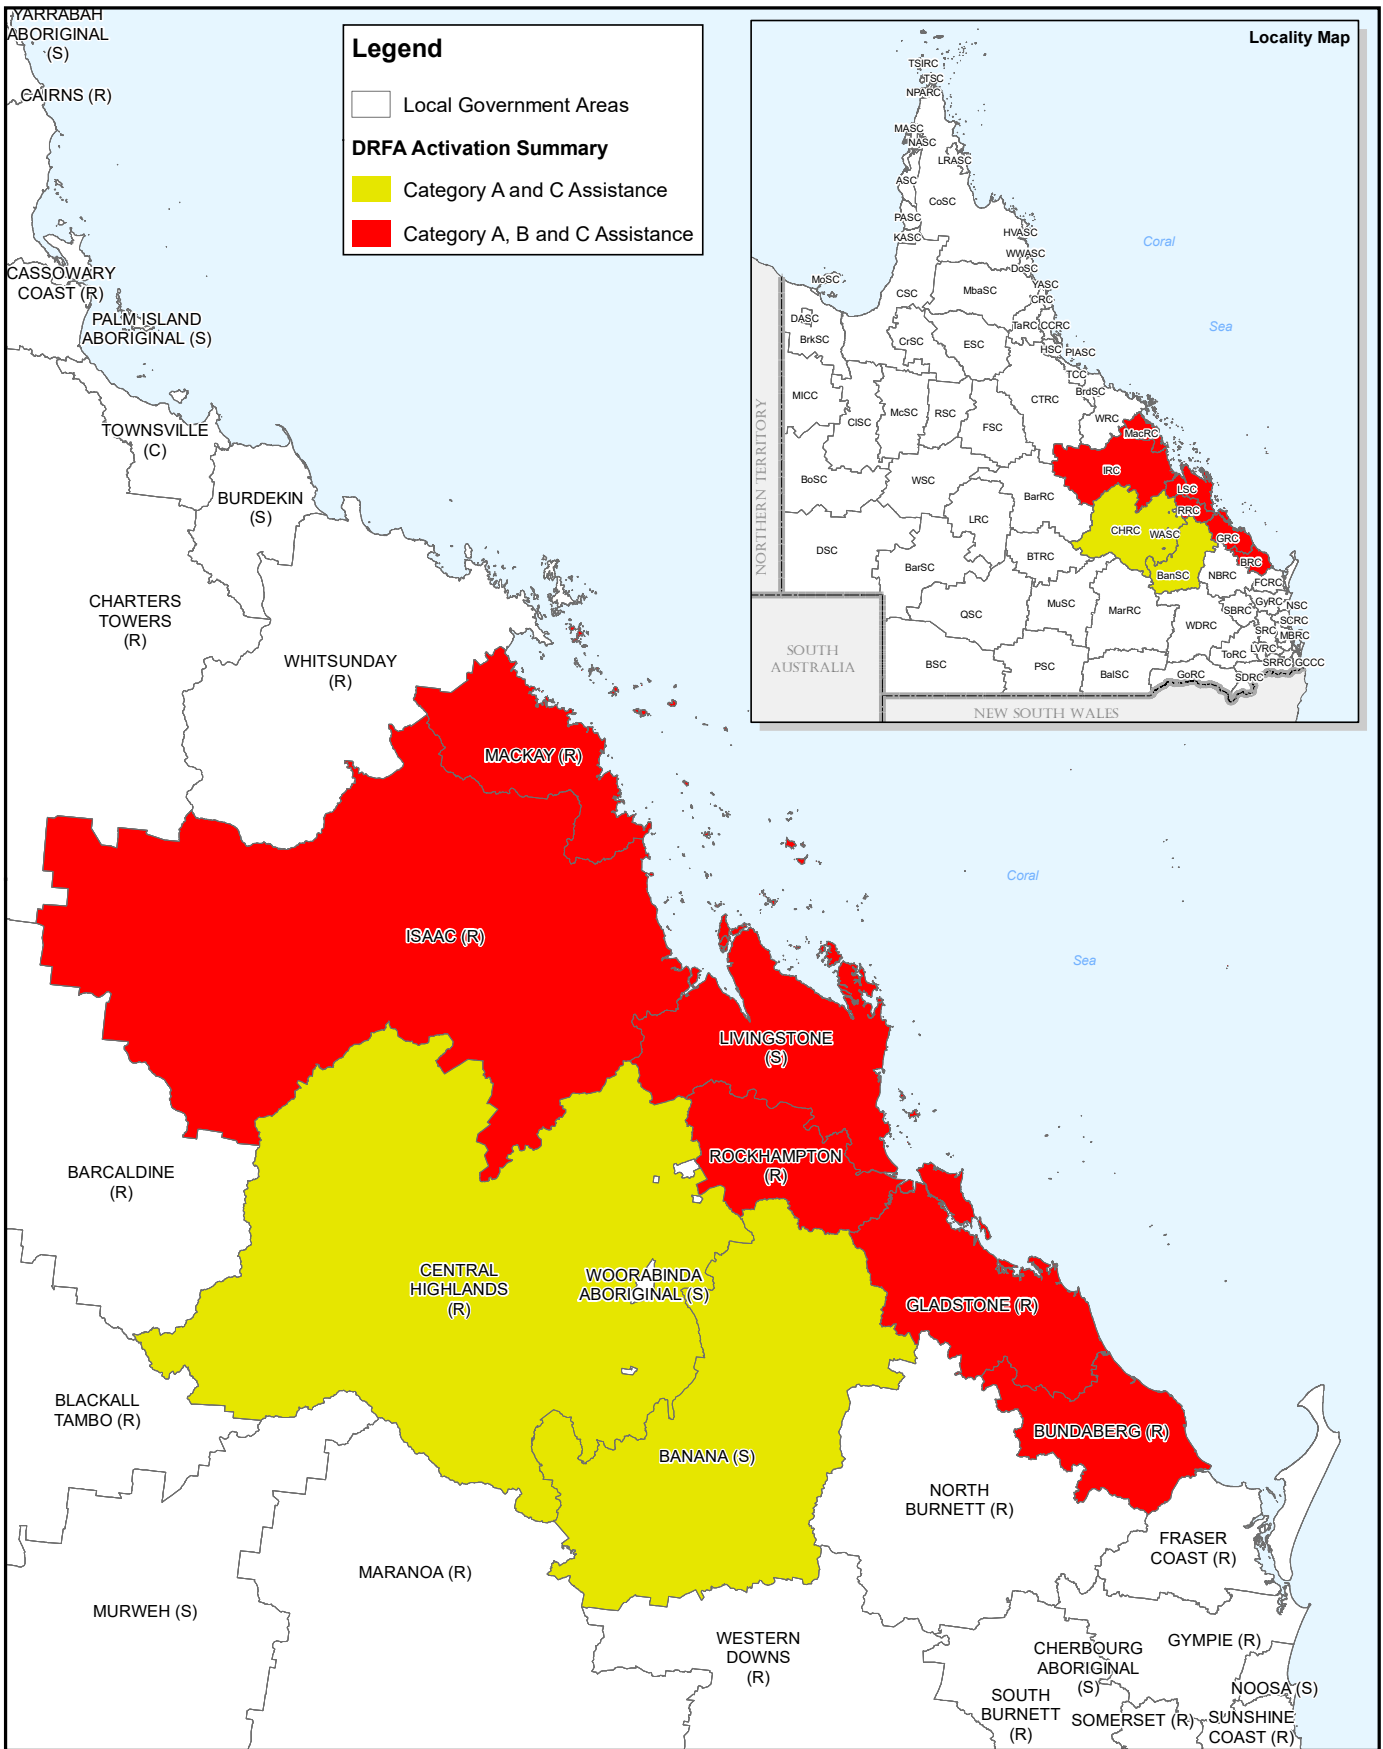 YARRABAH
ABORIGINAL
(S)
CAIRNS (R)
CASSOWARY
COAST (R)
PALM ISLAND
ABORIGINAL (S)
TOWNSVILLE
(C)
BURDEKIN
(S)
CHARTERS
TOWERS
(R)
WHITSUNDAY
(R)
MACKAY (R)
ISAAC (R)
LIVINGSTONE
(S)
ROCKHAMPTON
(R)
BARCALDINE
(R)
CENTRAL
HIGHLANDS
(R)
WOORABINDA
ABORIGINAL (S)
GLADSTONE (R)
BLACKALL
TAMBO (R)
BANANA (S)
BUNDABERG (R)
NORTH
BURNETT (R)
FRASER
COAST (R)
MARANOA (R)
MURWEH (S)
WESTERN
DOWNS
(R)
CHERBOURG
ABORIGINAL
(S)
GYMPIE (R)
NOOSA (S)
SOUTH
BURNETT
(R)
SOMERSET (R)
SUNSHINE
COAST (R)
Coral
Sea
Legend
Local Government Areas
DRFA Activation Summary
Category A and C Assistance
Category A, B and C Assistance
Locality Map
TSIRC
TSC
NPARC
MASC
NASC
LRASC
ASC
CoSC
PASC
KASC
HVASC
WWASC
DoSC
YASC
CRC
MoSC
CSC
MbaSC
DASC
BrkSC
CrSC
ESC
TaRC
CCRC
HSC
PIASC
TCC
BrdSC
MICC
ClSC
McSC
RSC
FSC
CTRC
WRC
MacRC
IRC
BoSC
WSC
BarRC
LSC
RRC
LRC
CHRC
WASC
GRC
BRC
DSC
BarSC
BTRC
BanSC
NBRC
FCRC
QSC
MuSC
MarRC
WDRC
SBRC
GyRC
NSC
SCRC
SRC
MBRC
BSC
PSC
BalSC
ToRC
LVRC
SRRC
GCCC
GoRC
SDRC
Coral
Sea
NORTHERN TERRITORY
SOUTH
AUSTRALIA
NEW SOUTH WALES